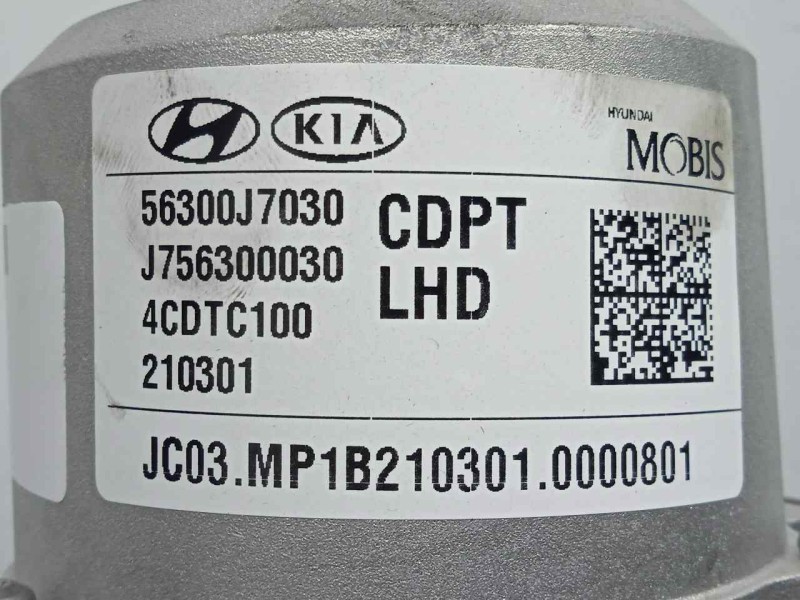 KIA
HYUNDAI
MOBIS
56300J7030
J756300030
4CDTC100
210301
CDPT
LHD
JC03.MP1B210301.0000801